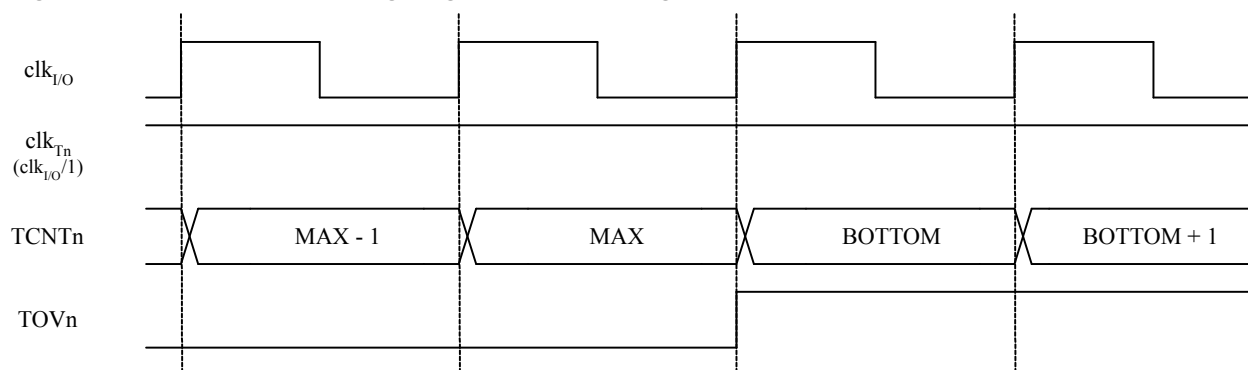 clkI/O
clkTn
(clkI/O/1)
TCNTn MAX - 1 MAX BOTTOM BOTTOM + 1
TOVn